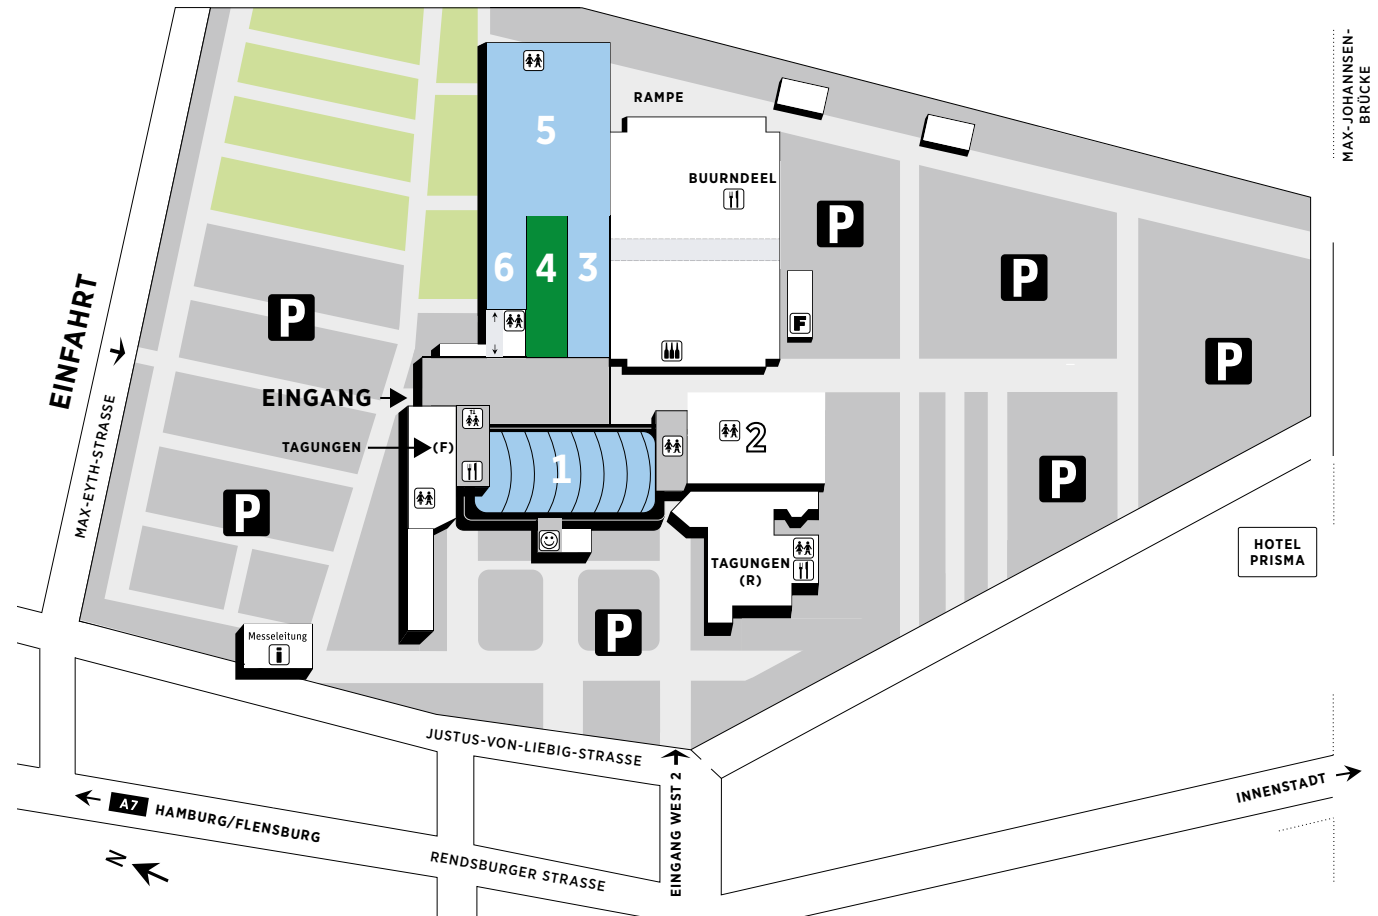 MAX-JOHANNSEN-
BRÜCKE
RAMPE
5
BUURNDEEL
P
P
6
4
3
P
F
EINFAHRT
P
EINGANG
MAX-EYTH-STRASSE
T1
TAGUNGEN
(F)
2
1
P
P
HOTEL
PRISMA
TAGUNGEN
(R)
P
Messeleitung
i
JUSTUS-VON-LIEBIG-STRASSE
EINGANG WEST 2
INNENSTADT
A7 HAMBURG/FLENSBURG
N
RENDSBURGER STRASSE